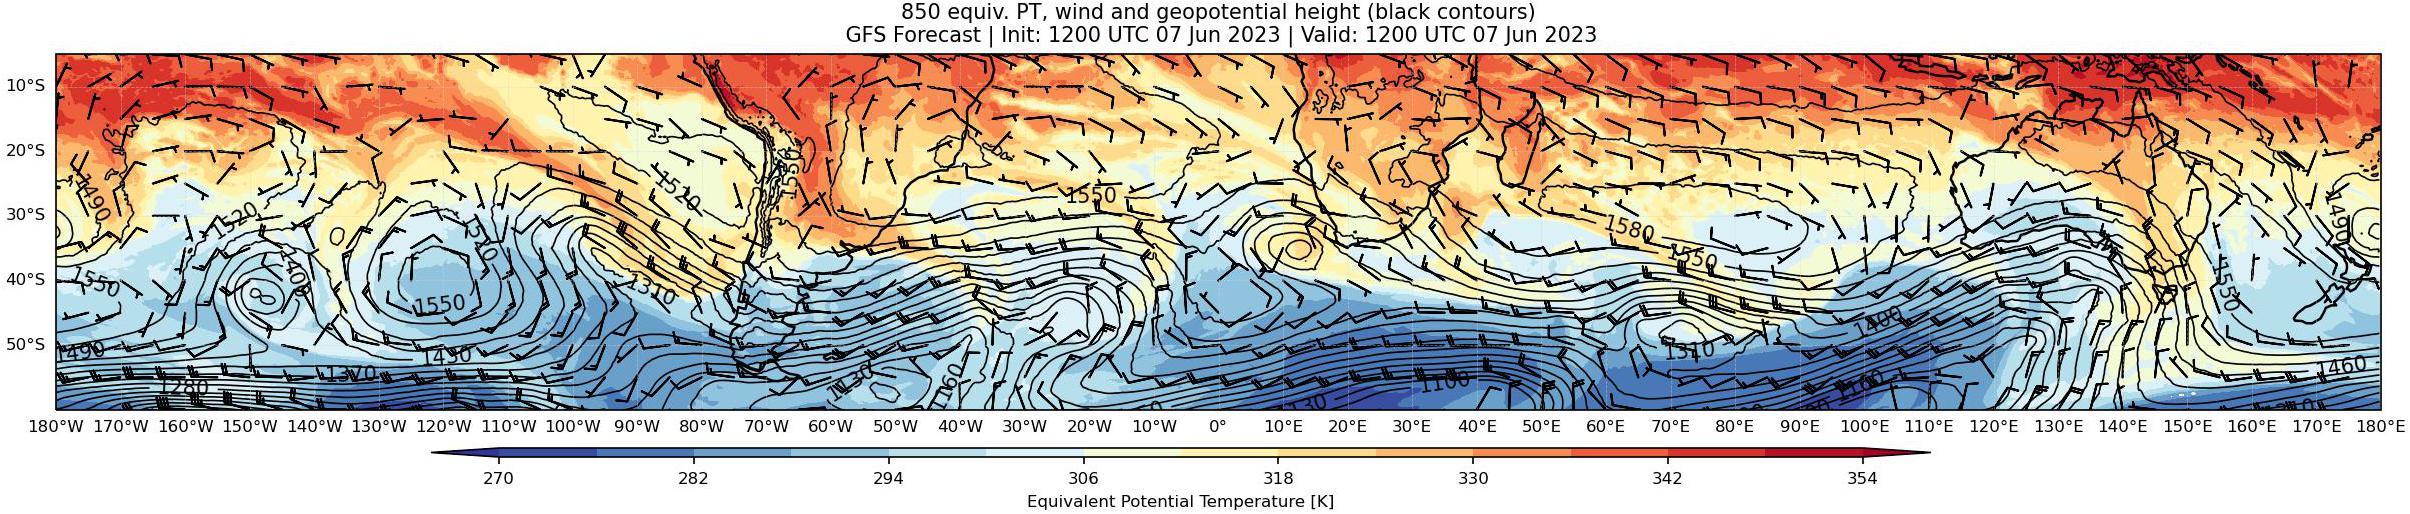 850 equiv. PT, wind and geopotential height (black contours)
GFS Forecast | Init: 1200 UTC 07 Jun 2023 | Valid: 1200 UTC 07 Jun 2023
10°S
20°S
30°S
40°S
50°S
1490
1520
1550
1490
1280
1370
1400
1550
1430
1310
1520
1550
1130
1160
1550
1100
1580
1550
1310
1400
1100
1490
1550
460
180°W 170°W 160°W 150°W 140°W 130°W 120°W 110°W 100°W 90°W 80°W 70°W 60°W 50°W 40°W 30°W 20°W 10°W 0° 10°E 20°E 30°E 40°E 50°E 60°E 70°E 80°E 90°E 100°E 110°E 120°E 130°E 140°E 150°E 160°E 170°E 180°E
270 282 294 306 318 330 342 354
Equivalent Potential Temperature [K]